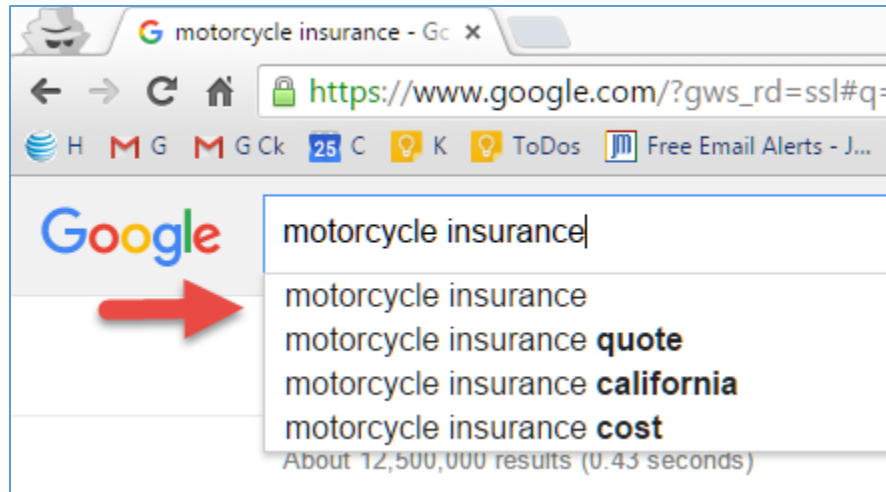 G motorcycle insurance - Gc
https://www.google.com/?gws_rd=ssl#q=
H M G M G Ck 25 C K ToDos JM Free Email Alerts - J...
Google motorcycle insurance
motorcycle insurance
motorcycle insurance quote
motorcycle insurance california
motorcycle insurance cost
About 12,500,000 results (0.43 seconds)